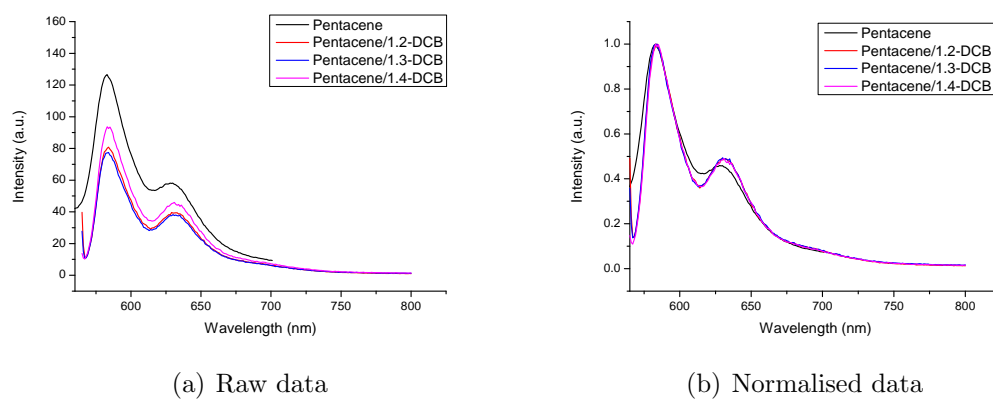 160
140
120
100
80
60
40
20
0
Intensity (a.u.)
600 650 700 750 800
Wavelength (nm)
Pentacene
Pentacene/1.2-DCB
Pentacene/1.3-DCB
Pentacene/1.4-DCB
(a) Raw data
1.0
0.8
0.6
0.4
0.2
0.0
Intensity (a.u.)
600 650 700 750 800
Wavelength (nm)
Pentacene
Pentacene/1.2-DCB
Pentacene/1.3-DCB
Pentacene/1.4-DCB
(b) Normalised data